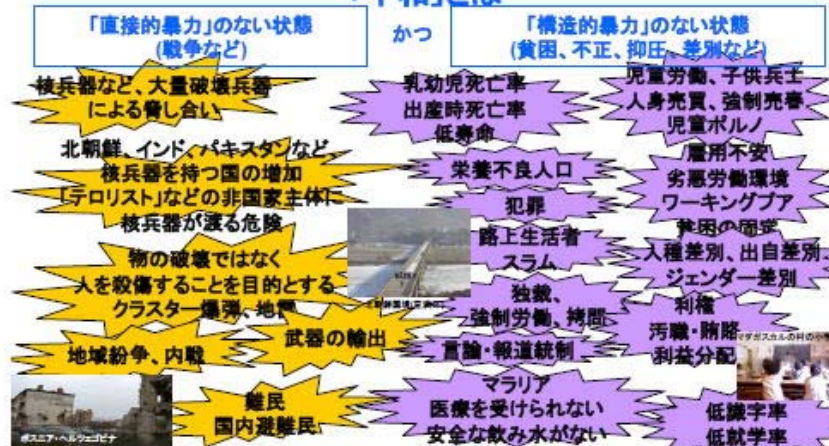 「平和」とは
「直接的暴力」のない状態
(戦争など)
かつ
「構造的暴力」のない状態
(貧困、不正、抑圧、差別など)
核兵器など、大量破壊兵器
による脅し合い
北朝鮮、インド、パキスタンなど、
核兵器を持つ国の増加
「テロリスト」などの非国家主体に
核兵器が渡る危険
物の破壊ではなく
人を殺傷することを目的とする
クラスター爆弾、地雷
地域紛争、内戦
武器の輸出
難民
国内避難民
ボスニア・ヘルツェゴビナ
乳幼児死亡率
出産時死亡率
低寿命
栄養不良人口
犯罪
路上生活者
スラム
独裁、
強制労働、拷問
言論・報道統制
マラリア
医療を受けられない
安全な飲み水がない
児童労働、子供兵士
人身売買、強制売春
児童ポルノ
雇用不安
劣悪労働環境
ワーキングプア
貧困の固定
人種差別、出自差別
ジェンダー差別
利権
汚職・賄賂
利益分配
マダガスカルの村の小学
低識字率
低就学率